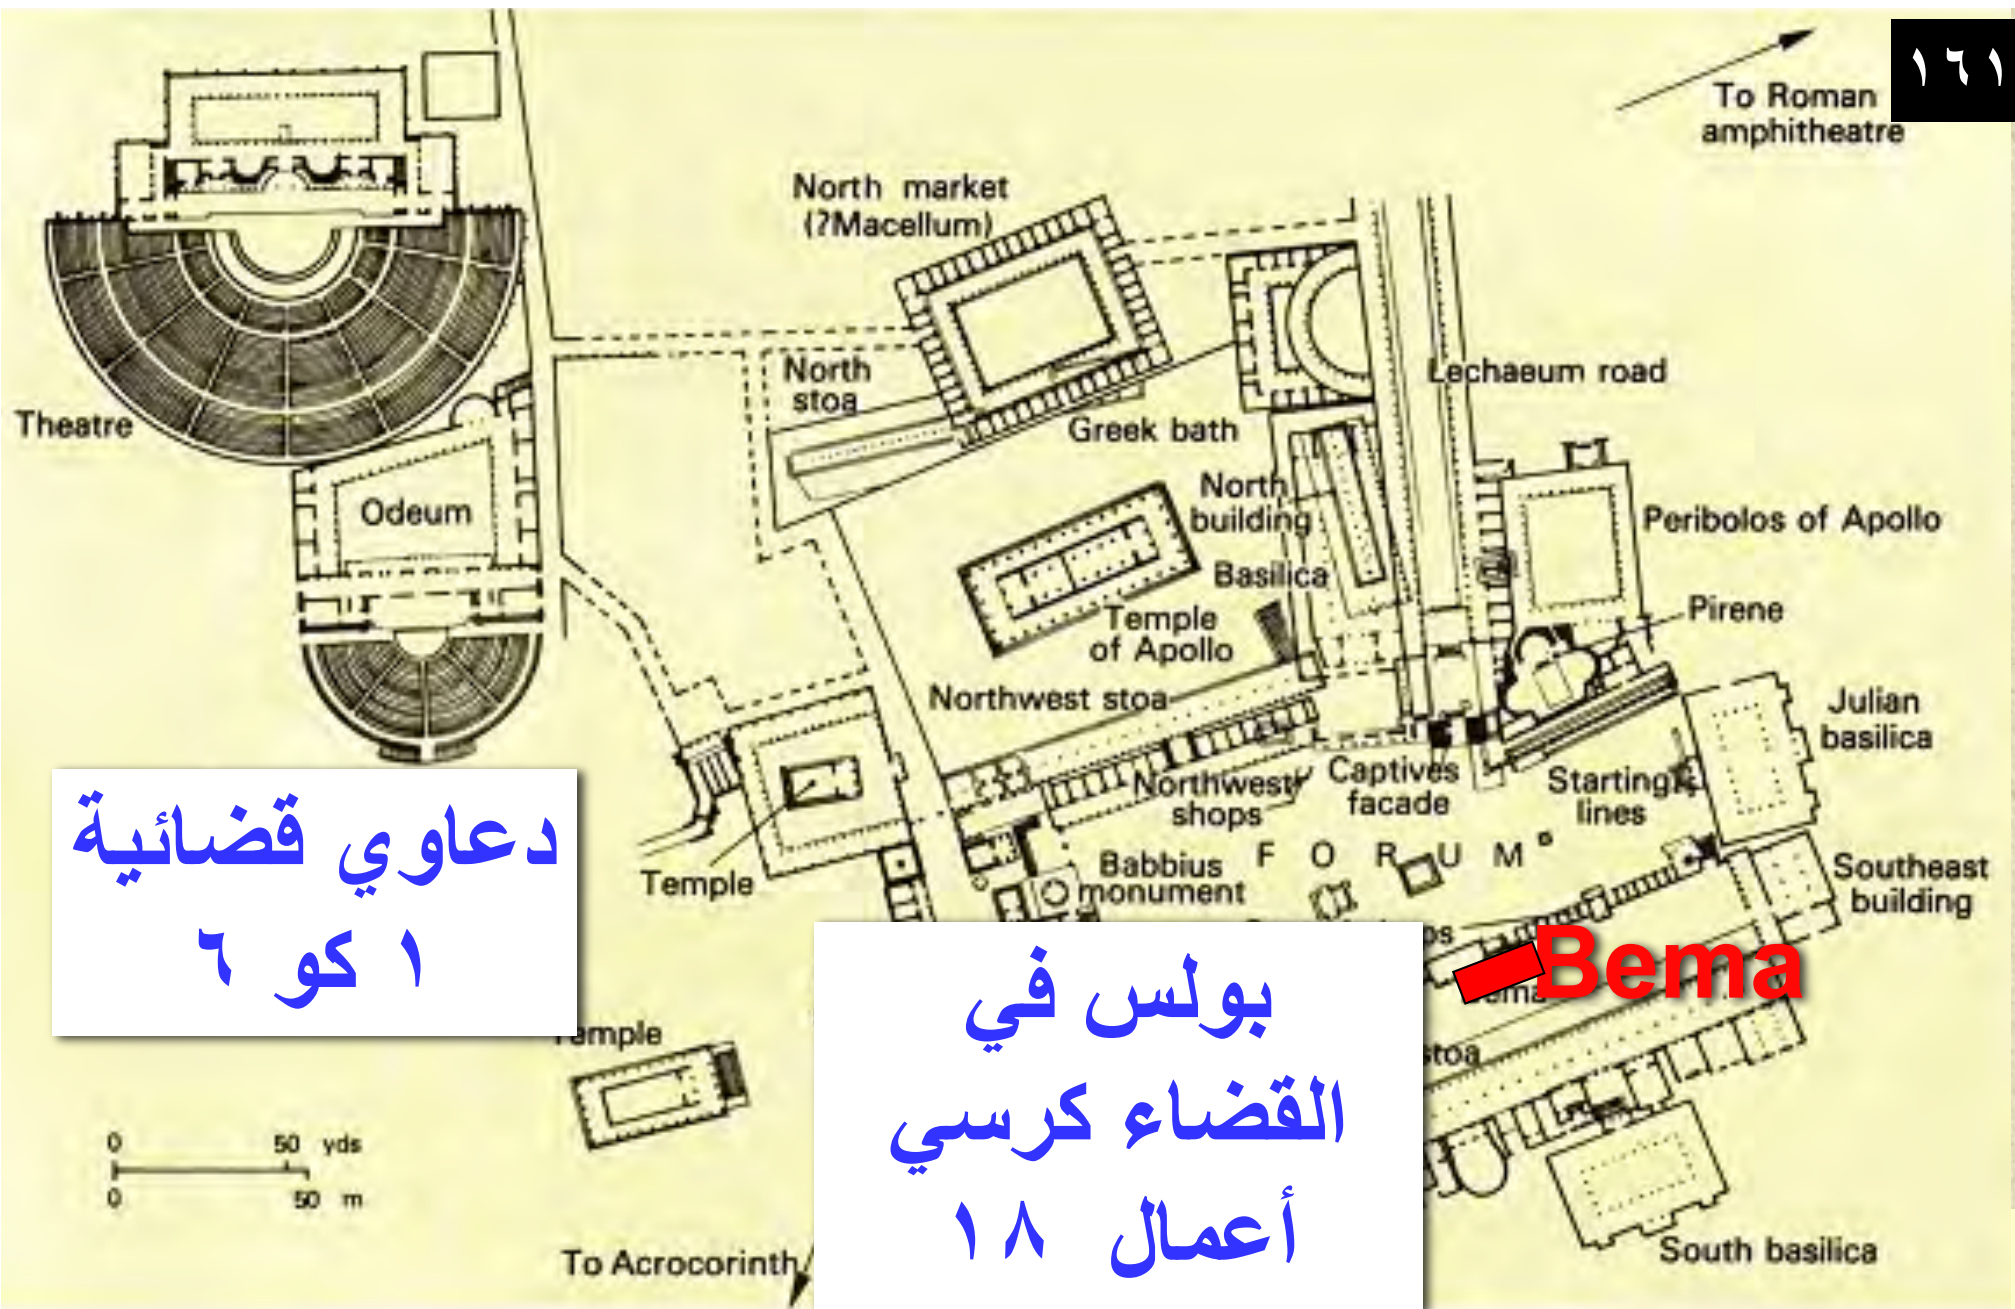 ١٦١
To Roman
amphitheatre
North market
(?Macellum)
North
stoa
Lechaeum road
Theatre
Greek bath
Odeum
North
building
Peribolos of Apollo
Basilica
Temple
of Apollo
Pirene
Northwest stoa
Julian
basilica
Northwest
shops
Captives
facade
Starting
lines
دعاوي قضائية
١ كو ٦
Temple
Babbius
monument
FORUM
Southeast
building
Bema
بولس في
القضاء كرسي
أعمال ١٨
Temple
stoa
0 50 yds
0 50 m
To Acrocorinth
South basilica